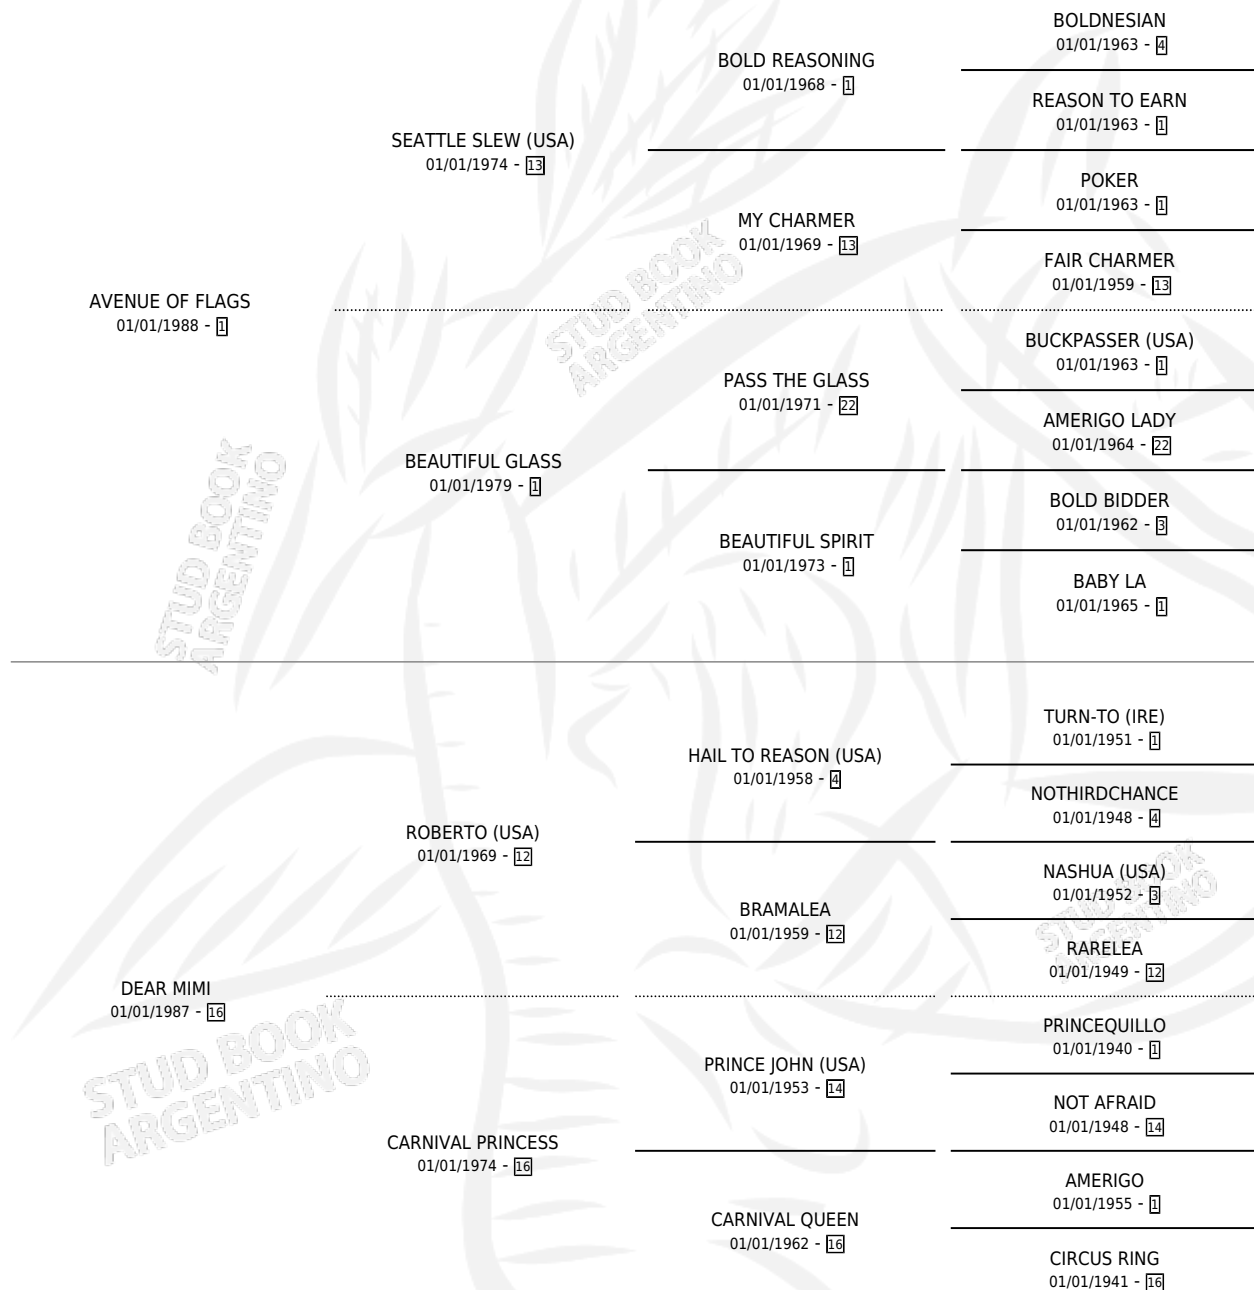 BOLDNESIAN
01/01/1963 - 4
BOLD REASONING
01/01/1968 - 1
REASON TO EARN
01/01/1963 - 1
SEATTLE SLEW (USA)
01/01/1974 - 13
POKER
01/01/1963 - 1
MY CHARMER
01/01/1969 - 13
FAIR CHARMER
01/01/1959 - 13
AVENUE OF FLAGS
01/01/1988 - 1
STUD BOOK
ARGENTINO
BUCKPASSER (USA)
01/01/1963 - 1
PASS THE GLASS
01/01/1971 - 22
AMERIGO LADY
01/01/1964 - 22
BEAUTIFUL GLASS
01/01/1979 - 1
BOLD BIDDER
01/01/1962 - 3
BEAUTIFUL SPIRIT
01/01/1973 - 1
BABY LA
01/01/1965 - 1
STUD BOOK
ARGENTINO
TURN-TO (IRE)
01/01/1951 - 1
HAIL TO REASON (USA)
01/01/1958 - 4
NOTHIRDCHANCE
01/01/1948 - 4
ROBERTO (USA)
01/01/1969 - 12
NASHUA (USA)
01/01/1952 - 3
BRAMALEA
01/01/1959 - 12
RARELEA
01/01/1949 - 12
STUD BOOK
ARGENTINO
DEAR MIMI
01/01/1987 - 16
PRINCEQUILLO
01/01/1940 - 1
PRINCE JOHN (USA)
01/01/1953 - 14
NOT AFRAID
01/01/1948 - 14
STUD BOOK
ARGENTINO
CARNIVAL PRINCESS
01/01/1974 - 16
AMERIGO
01/01/1955 - 1
CARNIVAL QUEEN
01/01/1962 - 16
CIRCUS RING
01/01/1941 - 16